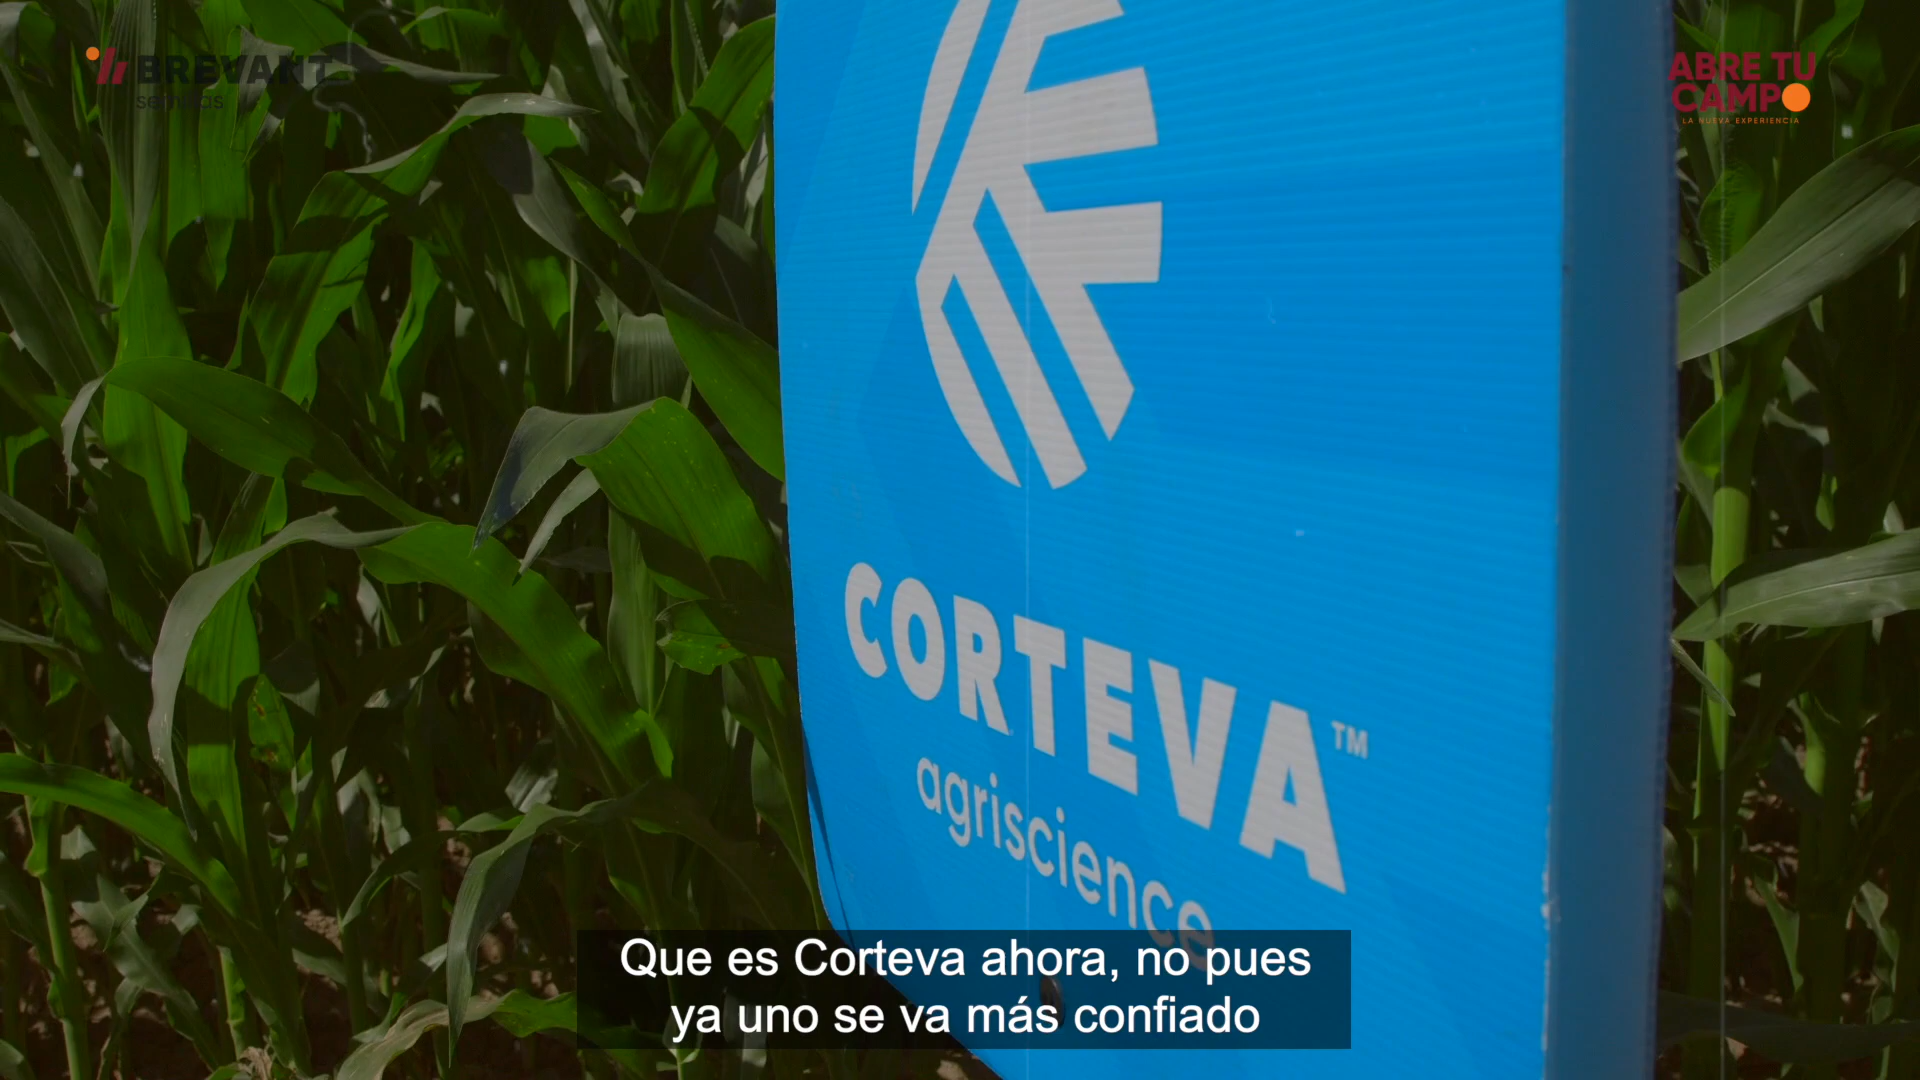 BREVANT
semillas
ABRE TU
CAMPO
LA NUEVA EXPERIENCIA
CORTEVA™
agriscience
Que es Corteva ahora, no pues
ya uno se va más confiado